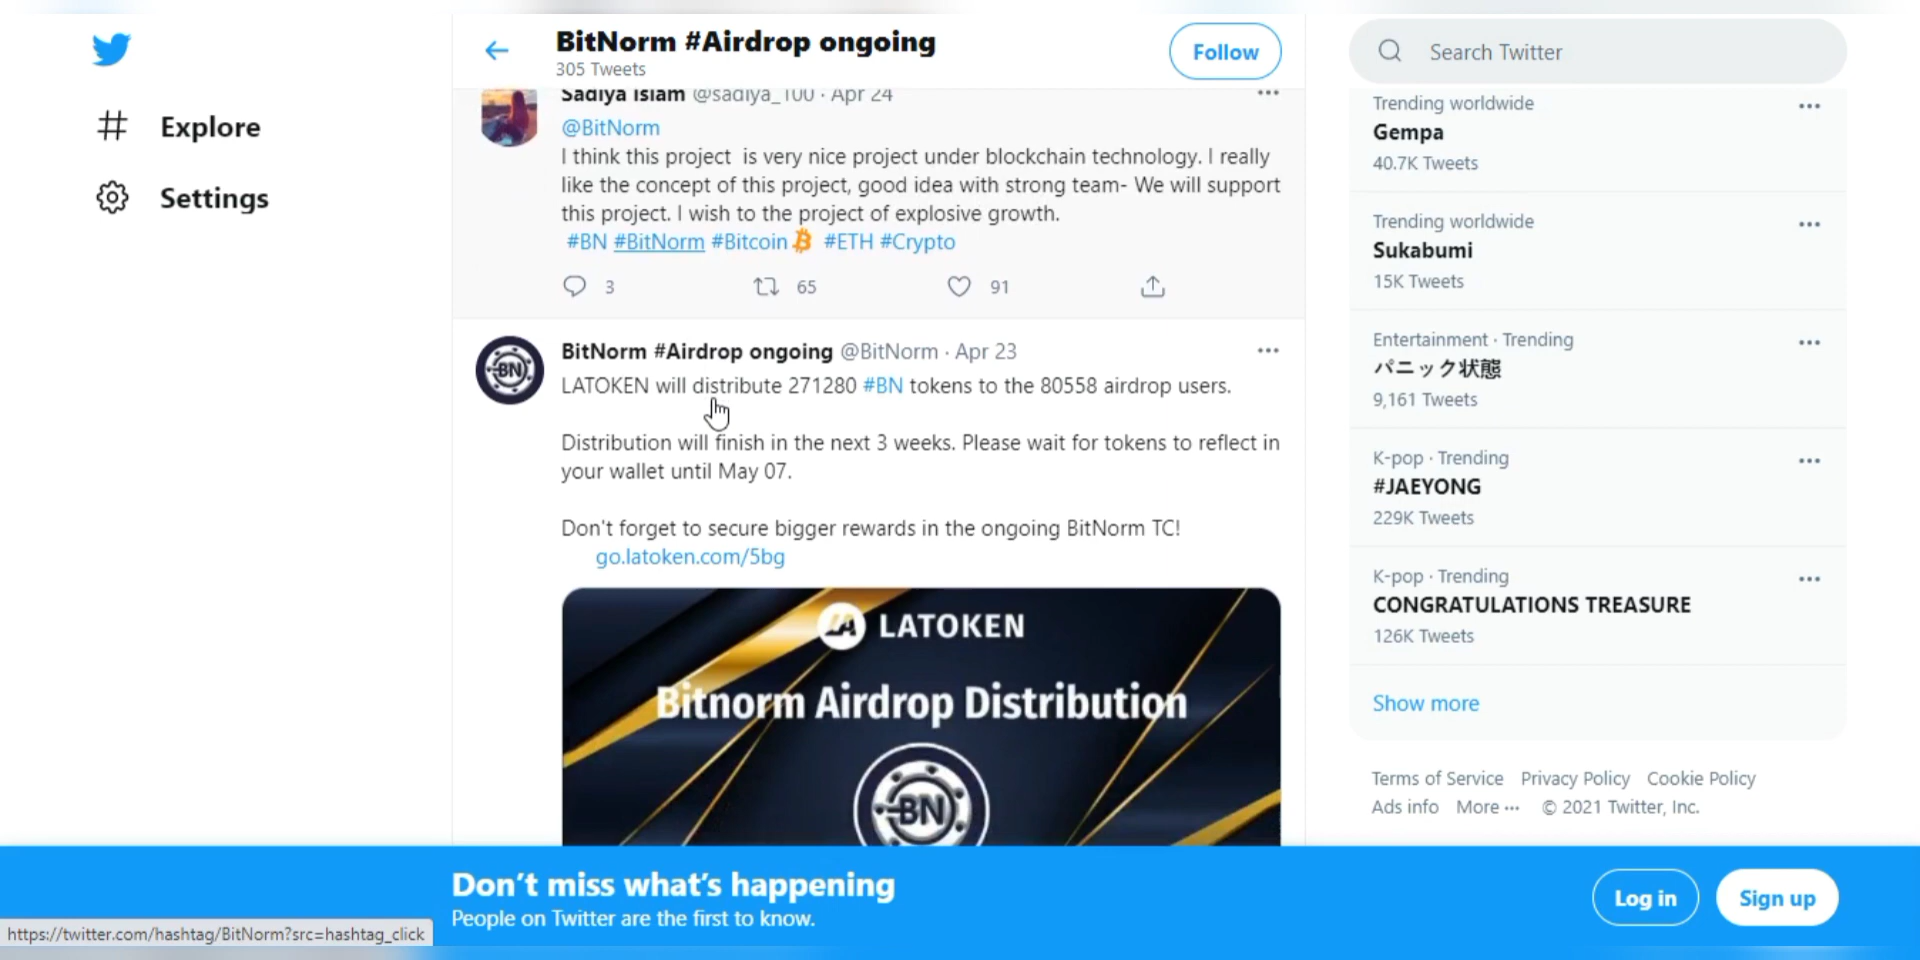 BitNorm #Airdrop ongoing
305 Tweets
Follow
Search Twitter
Explore
Settings
Sadiya Islam @sadiya_100 · Apr 24
@BitNorm
I think this project is very nice project under blockchain technology. I really
like the concept of this project, good idea with strong team- We will support
this project. I wish to the project of explosive growth.
#BN #BitNorm #Bitcoin #ETH #Crypto
3 65 91
BitNorm #Airdrop ongoing @BitNorm · Apr 23
LATOKEN will distribute 271280 #BN tokens to the 80558 airdrop users.
Distribution will finish in the next 3 weeks. Please wait for tokens to reflect in
your wallet until May 07.
Don't forget to secure bigger rewards in the ongoing BitNorm TC!
go.latoken.com/5bg
BN
LA LATOKEN
Bitnorm Airdrop Distribution
BN
Trending worldwide
Gempa
40.7K Tweets
Trending worldwide
Sukabumi
15K Tweets
Entertainment · Trending
パニック状態
9,161 Tweets
K-pop · Trending
#JAEYONG
229K Tweets
K-pop · Trending
CONGRATULATIONS TREASURE
126K Tweets
Show more
Terms of Service Privacy Policy Cookie Policy
Ads info More ··· © 2021 Twitter, Inc.
Don’t miss what’s happening
People on Twitter are the first to know.
Log in
Sign up
https://twitter.com/hashtag/BitNorm?src=hashtag_click